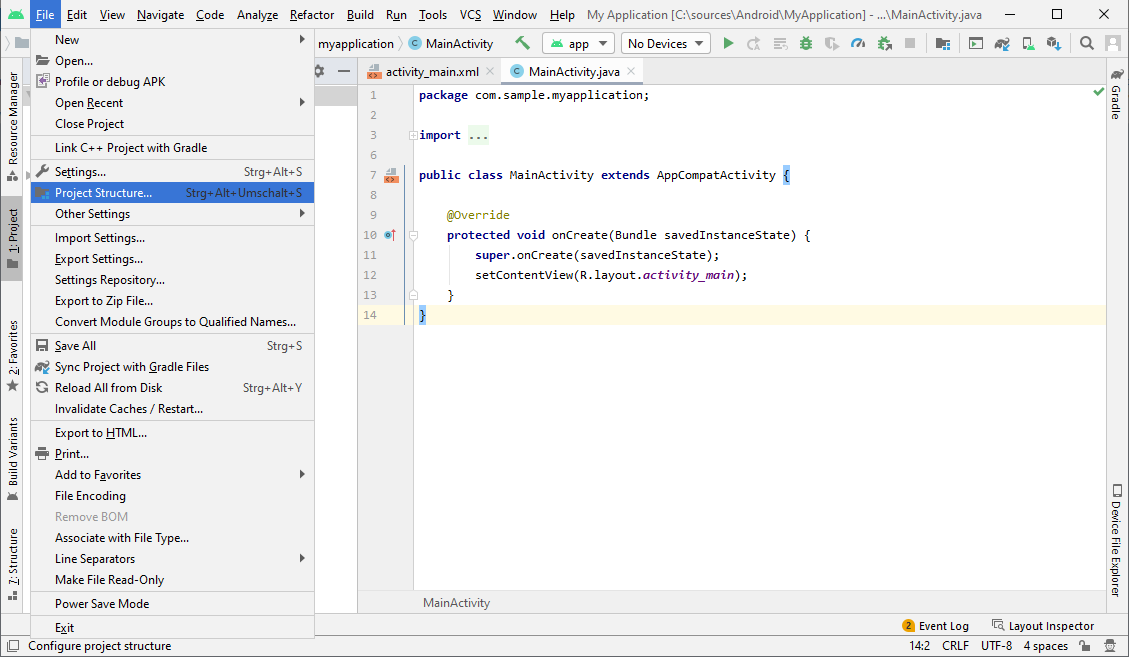 File Edit View Navigate Code Analyze Refactor Build Run Tools VCS Window Help My Application [C:\sources\Android\MyApplication] - ...\MainActivity.java
myapplication C MainActivity app No Devices
New
Open...
Profile or debug APK
Open Recent
Close Project
Link C++ Project with Gradle
Settings... Strg+Alt+S
Project Structure... Strg+Alt+Umschalt+S
Other Settings
Import Settings...
Export Settings...
Settings Repository...
Export to Zip File...
Convert Module Groups to Qualified Names...
Save All Strg+S
Sync Project with Gradle Files
Reload All from Disk Strg+Alt+Y
Invalidate Caches / Restart...
Export to HTML...
Print...
Add to Favorites
File Encoding
Remove BOM
Associate with File Type...
Line Separators
Make File Read-Only
Power Save Mode
Exit
Resource Manager
1: Project
2: Favorites
Build Variants
7: Structure
activity_main.xml C MainActivity.java
1 package com.sample.myapplication;
2
3 import ...
6
7 public class MainActivity extends AppCompatActivity {
8
9 @Override
10 protected void onCreate(Bundle savedInstanceState) {
11 super.onCreate(savedInstanceState);
12 setContentView(R.layout.activity_main);
13 }
14 }
MainActivity
Gradle
Device File Explorer
2 Event Log Layout Inspector
Configure project structure 14:2 CRLF UTF-8 4 spaces